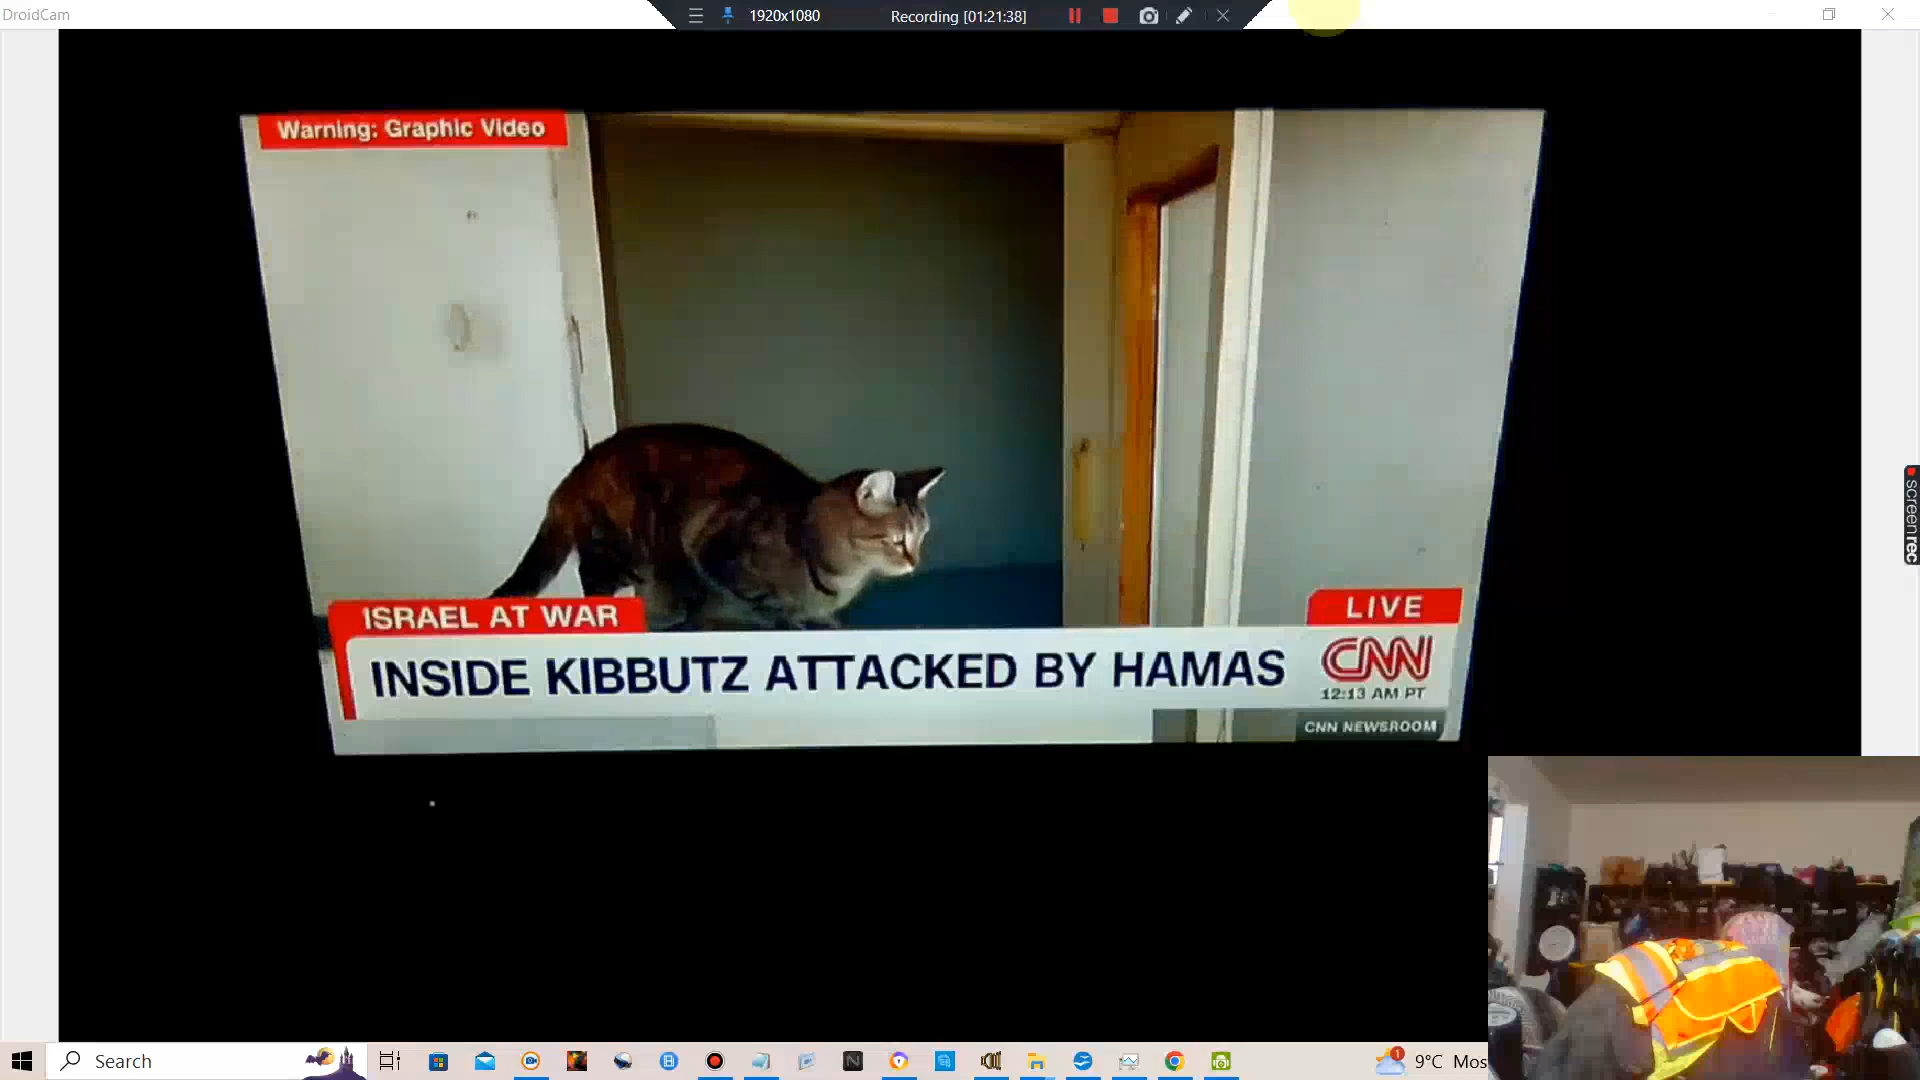 DroidCam
1920x1080
Recording [01:21:38]
Warning: Graphic Video
screenrec
ISRAEL AT WAR
LIVE
INSIDE KIBBUTZ ATTACKED BY HAMAS
CNN
12:13 AM PT
CNN NEWSROOM
Search
N
1
9°C Mos